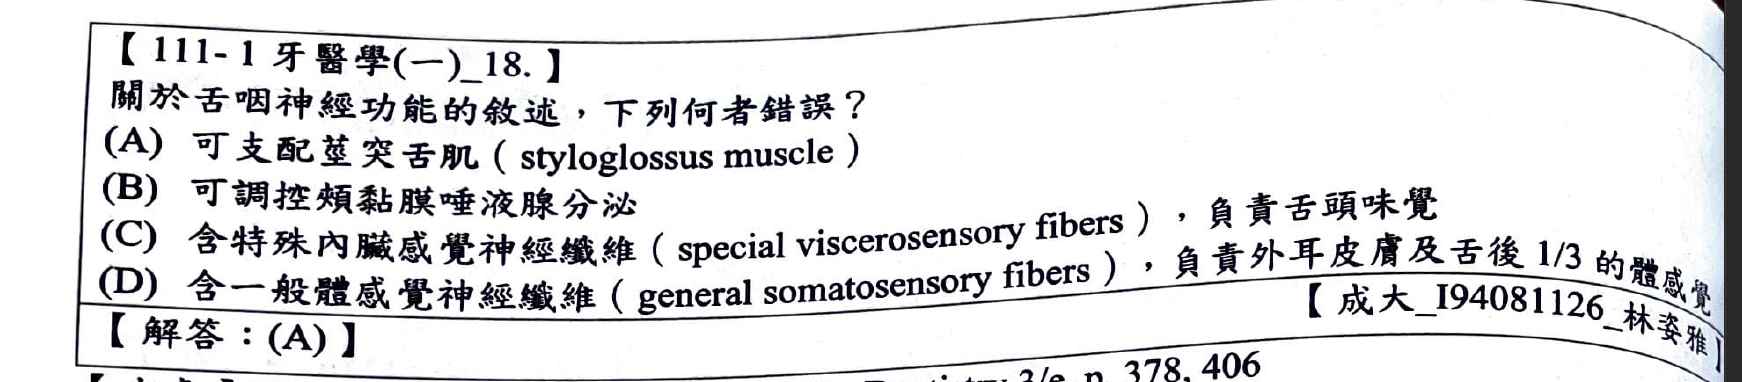 【 111-1 牙醫學(一)_18. 】
關於舌咽神經功能的敘述，下列何者錯誤？
(A) 可支配莖突舌肌（styloglossus muscle）
(B) 可調控頰黏膜唾液腺分泌
(C) 含特殊內臟感覺神經纖維（special viscerosensory fibers），負責舌頭味覺
(D) 含一般體感覺神經纖維（general somatosensory fibers），負責外耳皮膚及舌後 1/3 的體感覺
【 成大_I94081126_林姿雅 】
【 解答：(A) 】
3/e, p. 378, 406